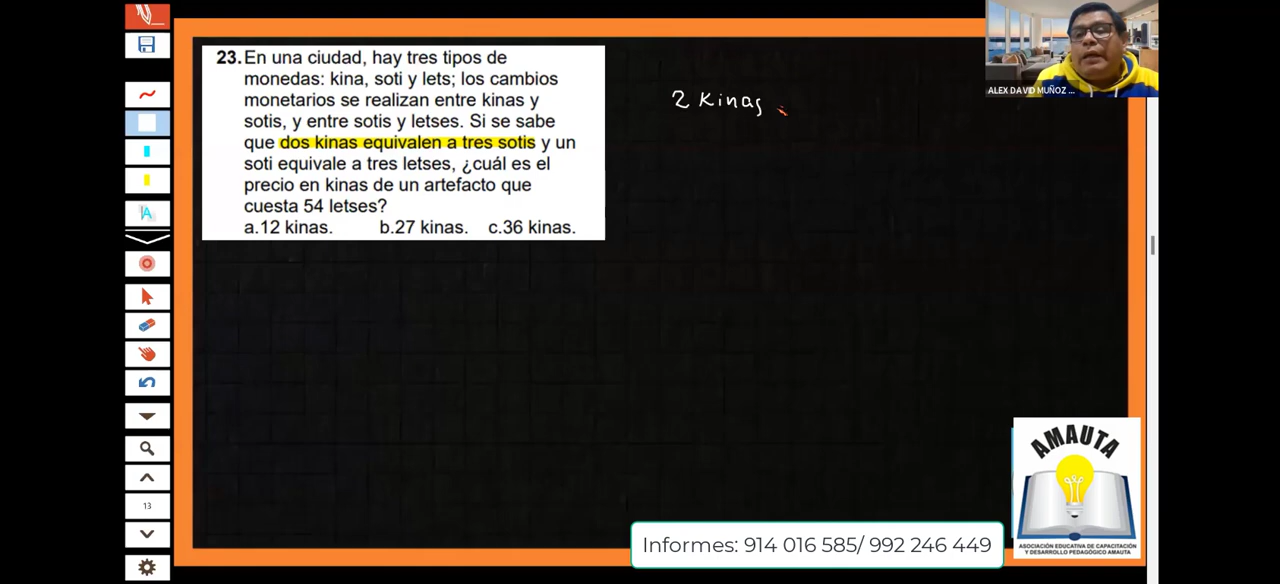 23. En una ciudad, hay tres tipos de
monedas: kina, soti y lets; los cambios
monetarios se realizan entre kinas y
sotis, y entre sotis y letses. Si se sabe
que dos kinas equivalen a tres sotis y un
soti equivale a tres letses, ¿cuál es el
precio en kinas de un artefacto que
cuesta 54 letses?
a.12 kinas. b.27 kinas. c.36 kinas.
2 Kinas
ALEX DAVID MUÑOZ ...
A
13
AMAUTA
ASOCIACIÓN EDUCATIVA DE CAPACITACIÓN
Y DESARROLLO PEDAGÓGICO AMAUTA
Informes: 914 016 585/ 992 246 449